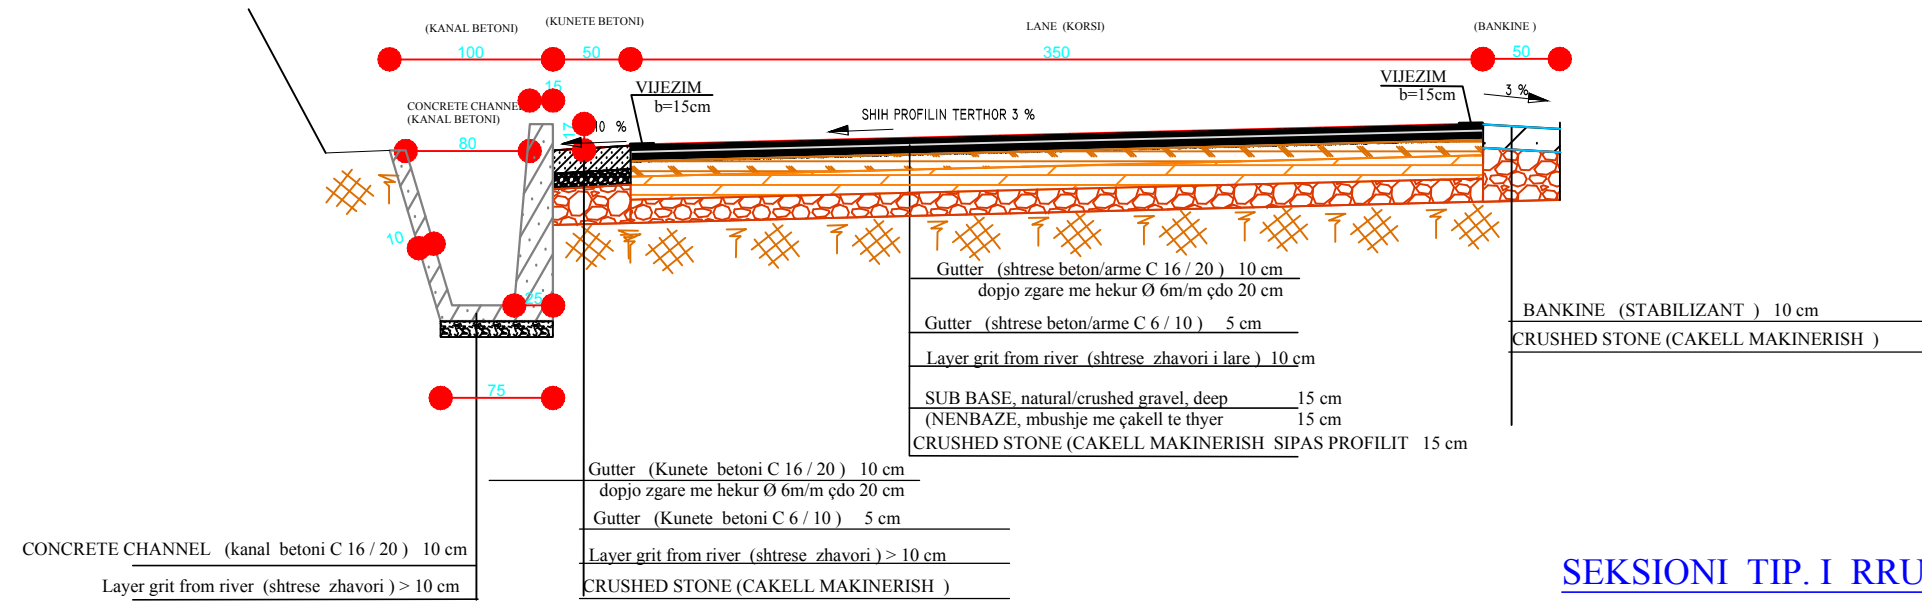 (KANAL BETONI)
(KUNETE BETONI)
LANE (KORSI)
(BANKINE )
100
50
350
50
15
VIJEZIM
b=15cm
VIJEZIM
b=15cm
3 %
CONCRETE CHANNEL
(KANAL BETONI)
17
10 %
SHIH PROFILIN TERTHOR 3 %
80
10
25
75
Gutter (shtrese beton/arme C 16 / 20 ) 10 cm
dopjo zgare me hekur Ø 6m/m çdo 20 cm
Gutter (shtrese beton/arme C 6 / 10 ) 5 cm
Layer grit from river (shtrese zhavori i lare ) 10 cm
SUB BASE, natural/crushed gravel, deep 15 cm
(NENBAZE, mbushje me çakell te thyer 15 cm
CRUSHED STONE (CAKELL MAKINERISH SIPAS PROFILIT 15 cm
BANKINE (STABILIZANT ) 10 cm
CRUSHED STONE (CAKELL MAKINERISH )
Gutter (Kunete betoni C 16 / 20 ) 10 cm
dopjo zgare me hekur Ø 6m/m çdo 20 cm
Gutter (Kunete betoni C 6 / 10 ) 5 cm
Layer grit from river (shtrese zhavori ) > 10 cm
CRUSHED STONE (CAKELL MAKINERISH )
CONCRETE CHANNEL (kanal betoni C 16 / 20 ) 10 cm
Layer grit from river (shtrese zhavori ) > 10 cm
SEKSIONI TIP. I RRU